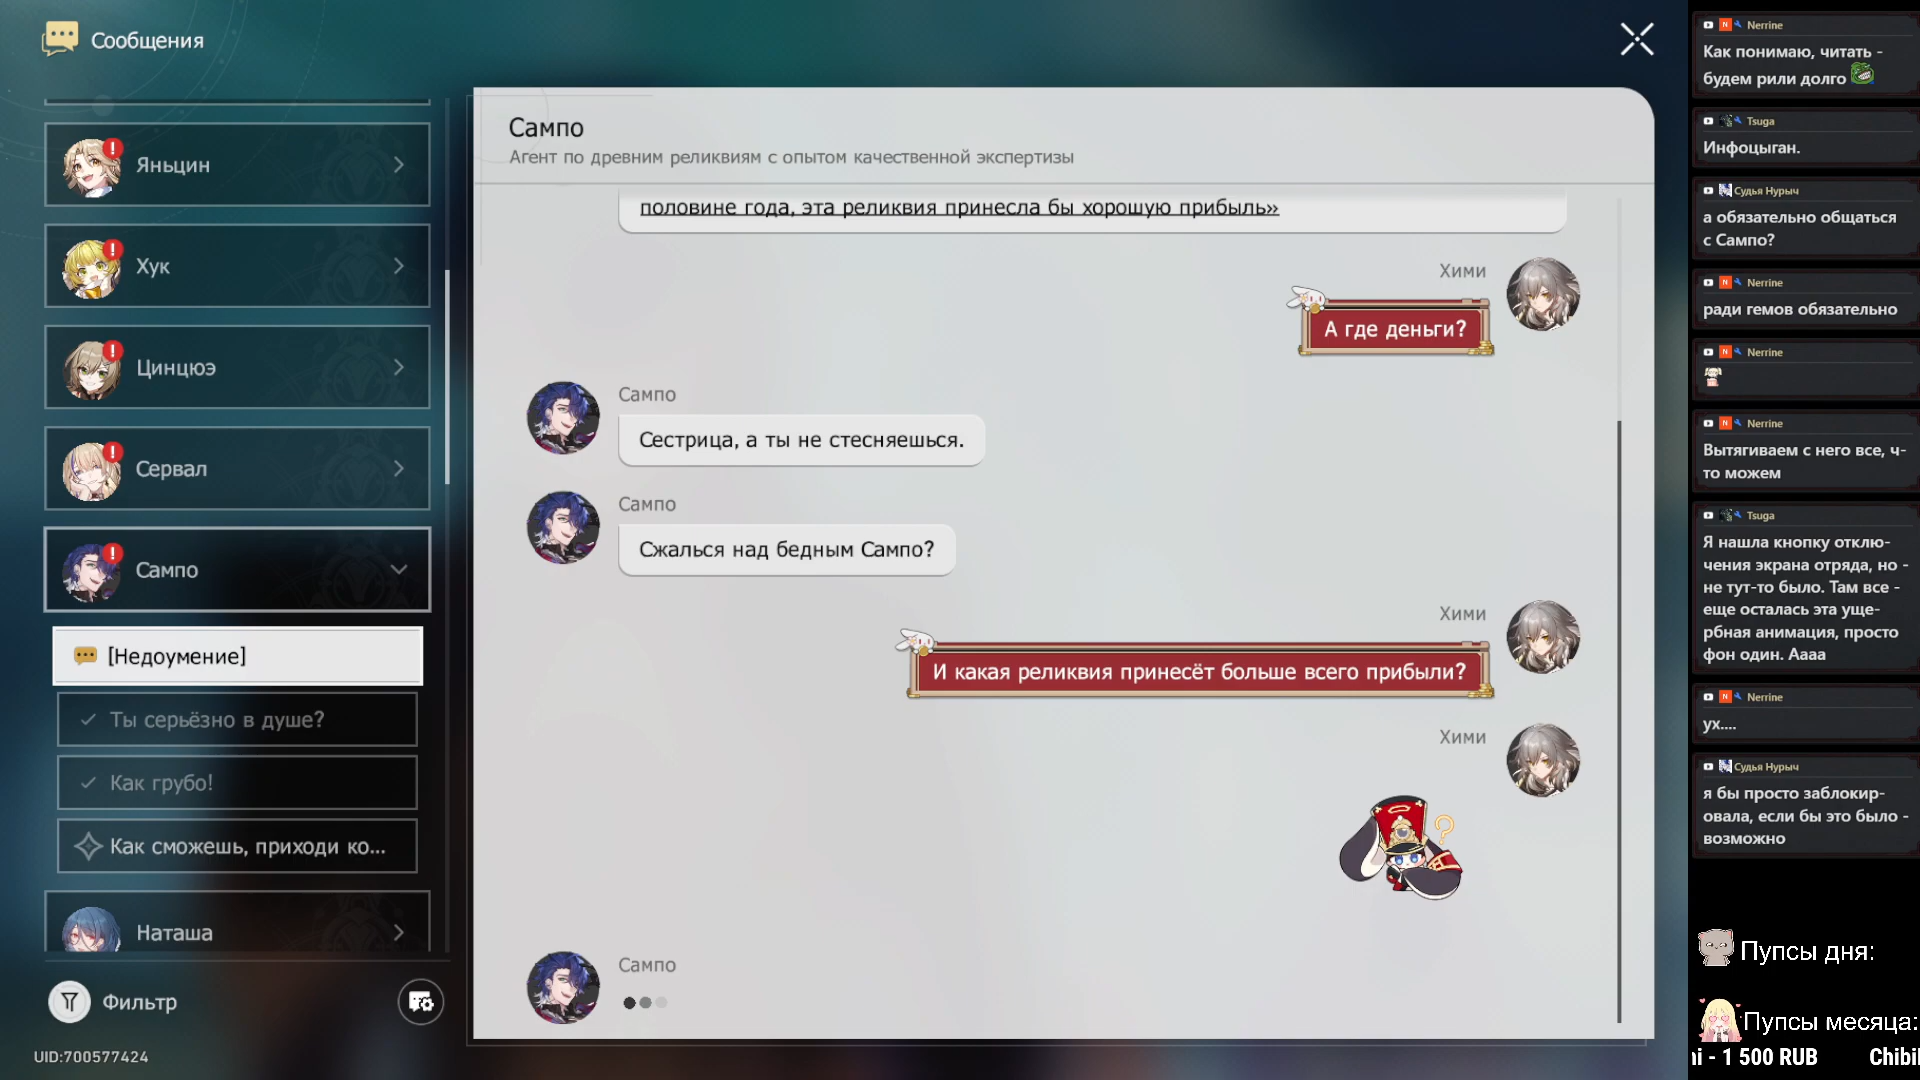 Сообщения
Яньцин
Хук
Цинцюэ
Сервал
Сампо
[Недоумение]
Ты серьёзно в душе?
Как грубо!
Как сможешь, приходи ко...
Наташа
Фильтр
UID:700577424
Сампо
Агент по древним реликвиям с опытом качественной экспертизы
половине года, эта реликвия принесла бы хорошую прибыль»
Хими
А где деньги?
Сампо
Сестрица, а ты не стесняешься.
Сампо
Сжалься над бедным Сампо?
Хими
И какая реликвия принесёт больше всего прибыли?
Хими
Сампо
Nerrine
Как понимаю, читать -
будем рили долго
Tsuga
Инфоцыган.
Судья Нурыч
а обязательно общаться
с Сампо?
Nerrine
ради гемов обязательно
Nerrine
Nerrine
Вытягиваем с него все, ч-
то можем
Tsuga
Я нашла кнопку отклю-
чения экрана отряда, но -
не тут-то было. Там все -
еще осталась эта уще-
рбная анимация, просто
фон один. Аааа
Nerrine
ух....
Судья Нурыч
я бы просто заблокир-
овала, если бы это было -
возможно
Пупсы дня:
Пупсы месяца:
ni - 1 500 RUB Chibil